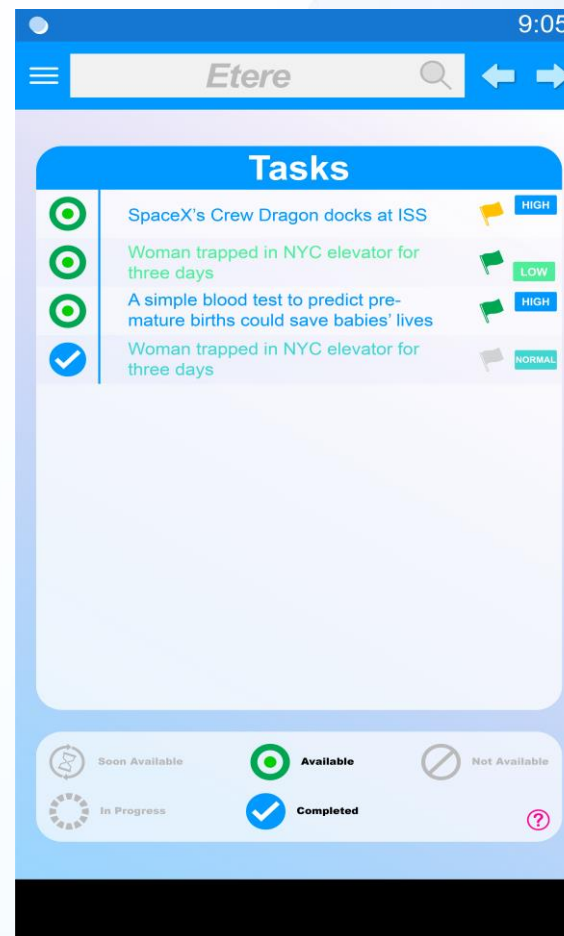 9:05
Etere
Tasks
SpaceX's Crew Dragon docks at ISS
HIGH
Woman trapped in NYC elevator for
three days
LOW
A simple blood test to predict pre-
mature births could save babies' lives
HIGH
Woman trapped in NYC elevator for
three days
NORMAL
Soon Available
Available
Not Available
In Progress
Completed
?